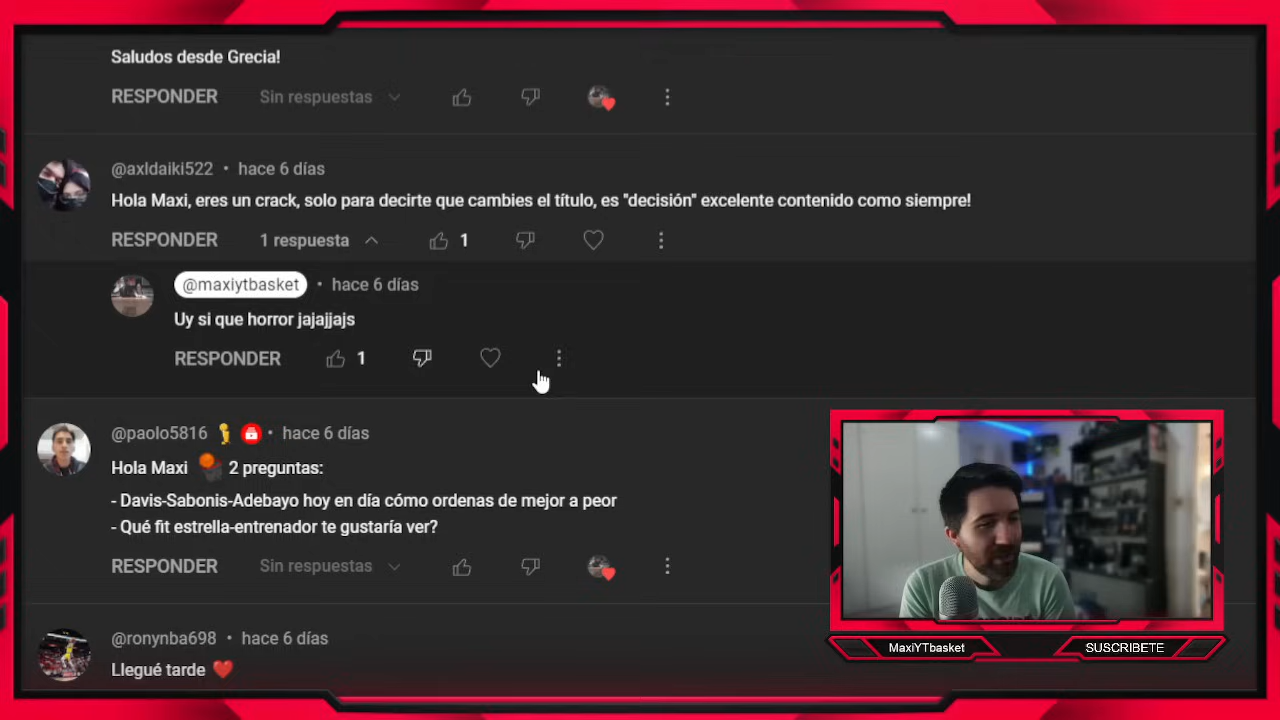 Saludos desde Grecia!
RESPONDER Sin respuestas
@axldaiki522 • hace 6 días
Hola Maxi, eres un crack, solo para decirte que cambies el título, es "decisión" excelente contenido como siempre!
RESPONDER 1 respuesta 1
@maxiytbasket • hace 6 días
Uy si que horror jajajjajs
RESPONDER 1
@paolo5816 • hace 6 días
Hola Maxi 2 preguntas:
- Davis-Sabonis-Adebayo hoy en día cómo ordenas de mejor a peor
- Qué fit estrella-entrenador te gustaría ver?
RESPONDER Sin respuestas
@ronynba698 • hace 6 días
Llegué tarde ❤️
MaxiYTbasket
SUSCRIBETE